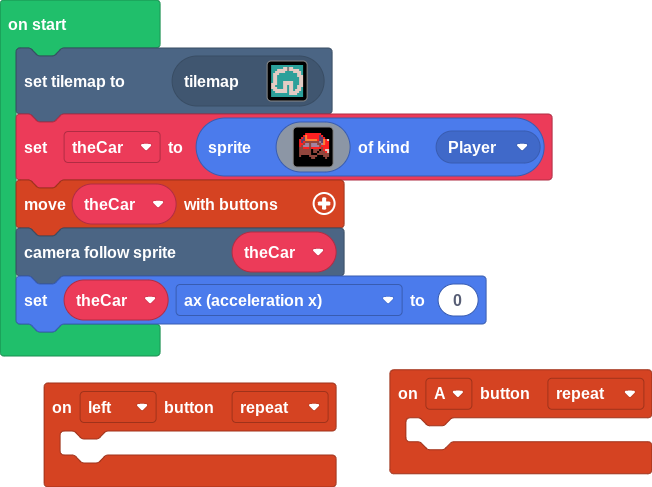 on start
set tilemap to tilemap
set theCar to sprite of kind Player
move theCar with buttons
camera follow sprite theCar
set theCar ax (acceleration x) to 0
on left button repeat
on A button repeat